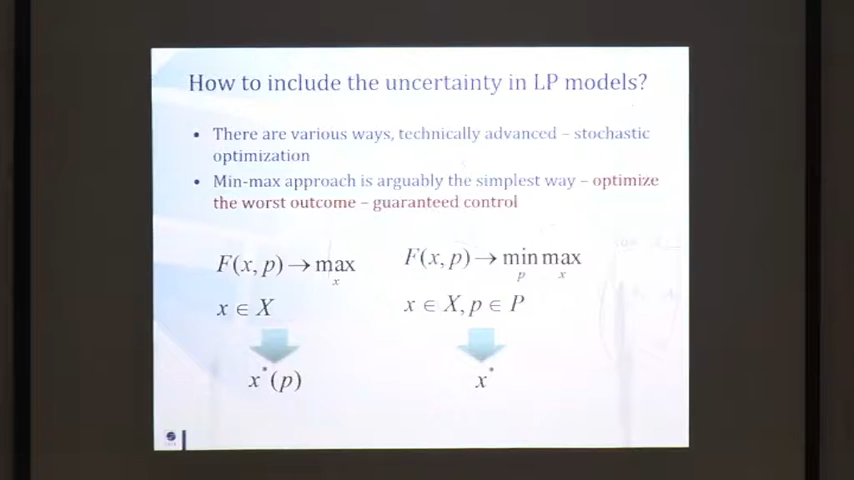 How to include the uncertainty in LP models?
• There are various ways, technically advanced – stochastic
optimization
• Min-max approach is arguably the simplest way – optimize
the worst outcome – guaranteed control
F(x, p) → max
x
x ∈ X
x*(p)
F(x, p) → min max
p x
x ∈ X, p ∈ P
x*